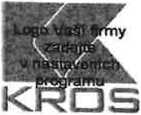 Logo Vaší firmy
zadejte
v nastaveních
programu
KROS